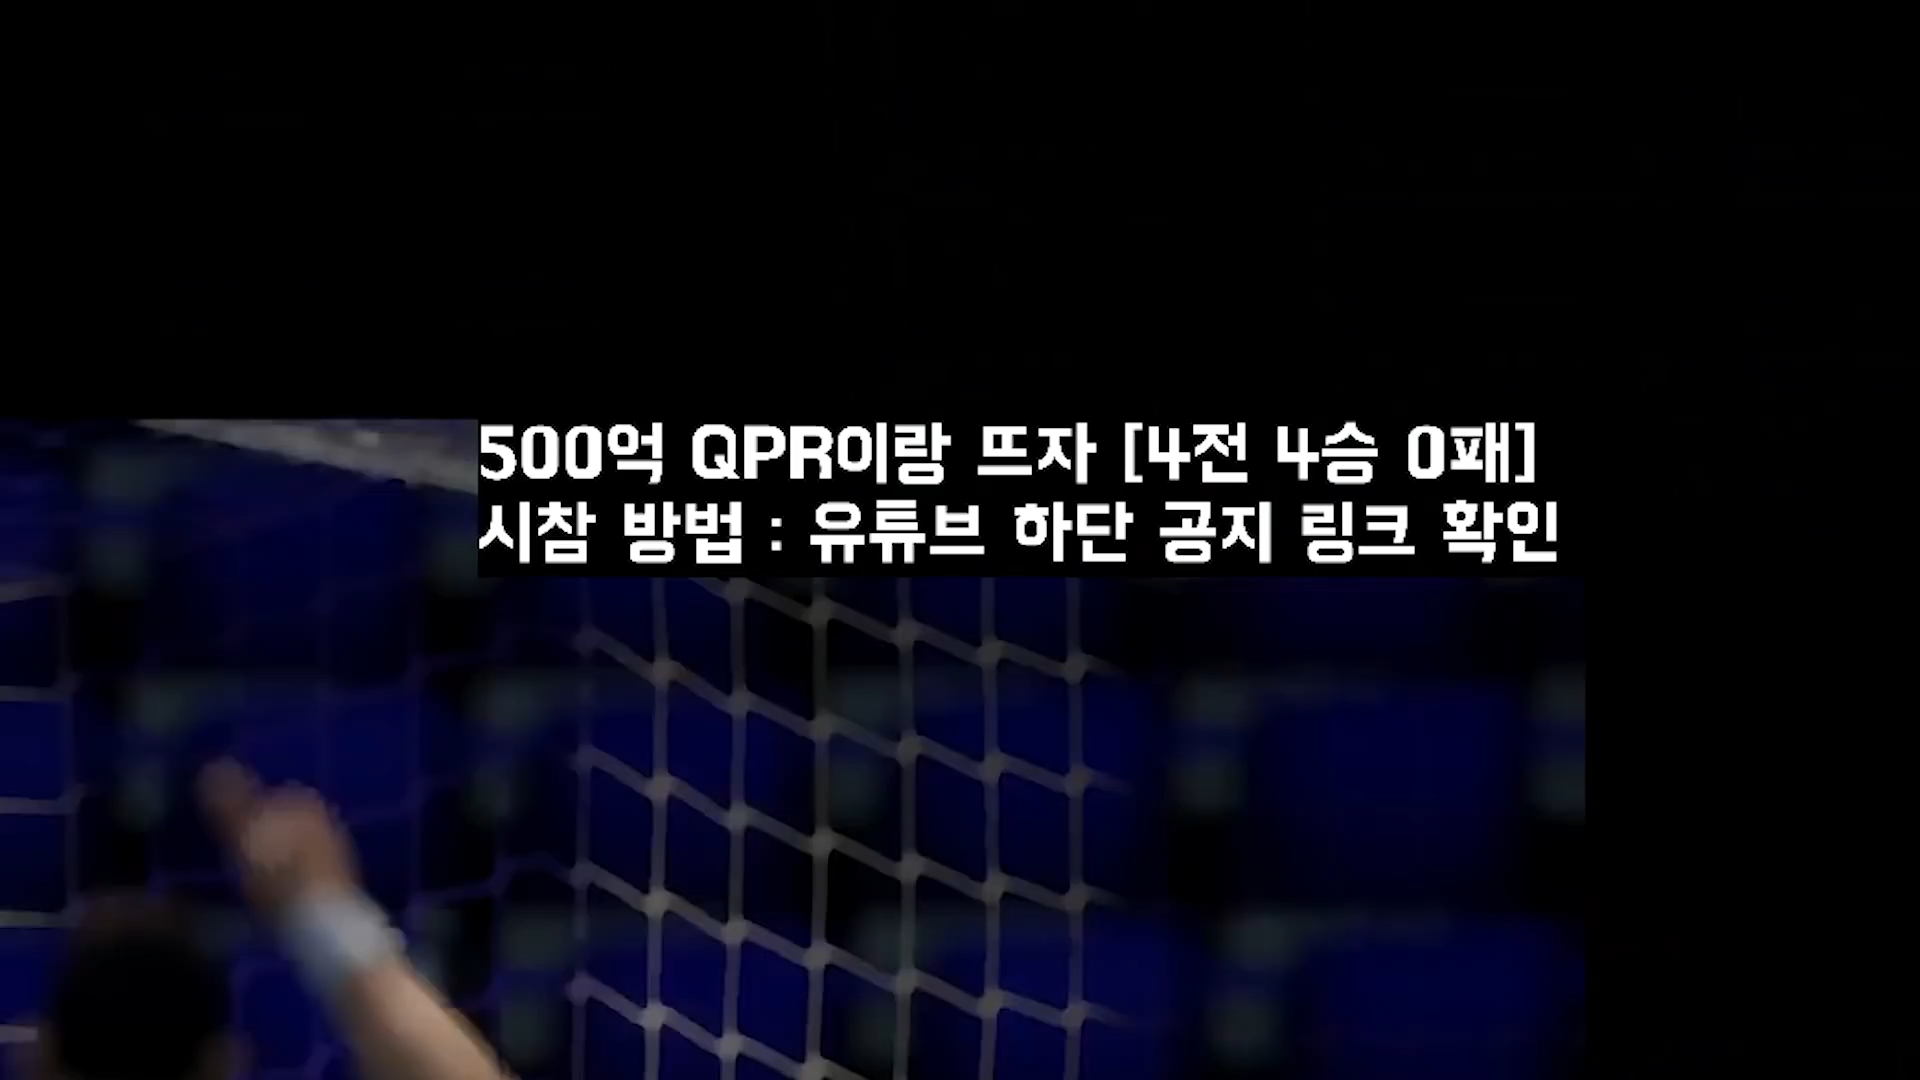 500억 QPR이랑 뜨자 [4전 4승 0패]
시참 방법 : 유튜브 하단 공지 링크 확인